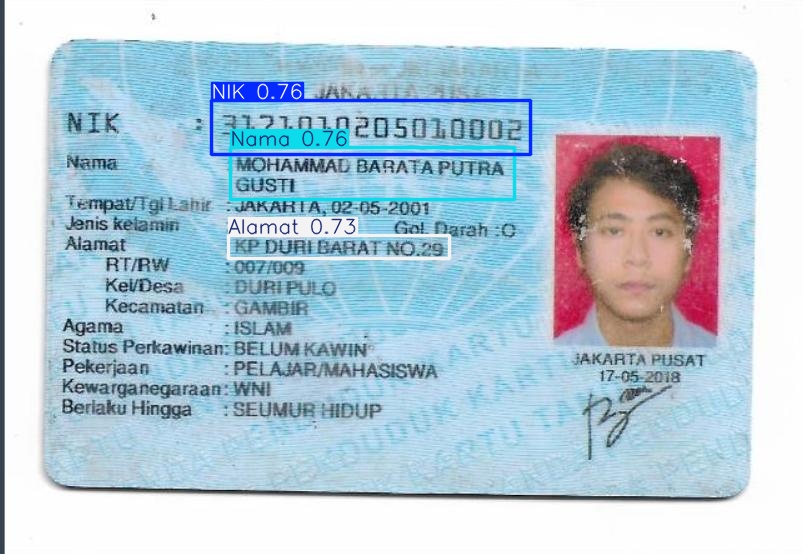 NIK 0.76 JAKARTA PUSAT
NIK : 3171010205010002
Nama 0.76
Nama MOHAMMAD BARATA PUTRA
GUSTI
Tempat/Tgl Lahir : JAKARTA, 02-05-2001
Jenis kelamin Alamat 0.73 Gol. Darah :O
Alamat KP DURI BARAT NO.29
RT/RW : 007/009
Kel/Desa : DURI PULO
Kecamatan : GAMBIR
Agama : ISLAM
Status Perkawinan: BELUM KAWIN
Pekerjaan : PELAJAR/MAHASISWA
Kewarganegaraan: WNI
Berlaku Hingga : SEUMUR HIDUP
JAKARTA PUSAT
17-05-2018